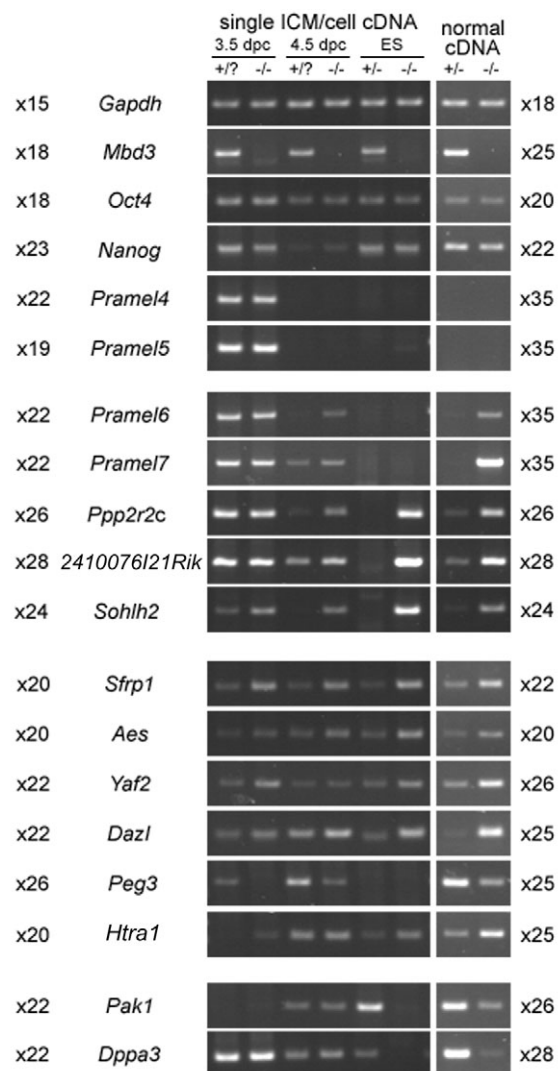 single ICM/cell cDNA normal cDNA
3.5 dpc 4.5 dpc ES
+/? -/- +/? -/- +/- -/- +/- -/-
x15 Gapdh x18
x18 Mbd3 x25
x18 Oct4 x20
x23 Nanog x22
x22 Pramel4 x35
x19 Pramel5 x35
x22 Pramel6 x35
x22 Pramel7 x35
x26 Ppp2r2c x26
x28 2410076I21Rik x28
x24 Sohlh2 x24
x20 Sfrp1 x22
x20 Aes x20
x22 Yaf2 x26
x22 Dazl x25
x26 Peg3 x25
x20 Htra1 x25
x22 Pak1 x26
x22 Dppa3 x28